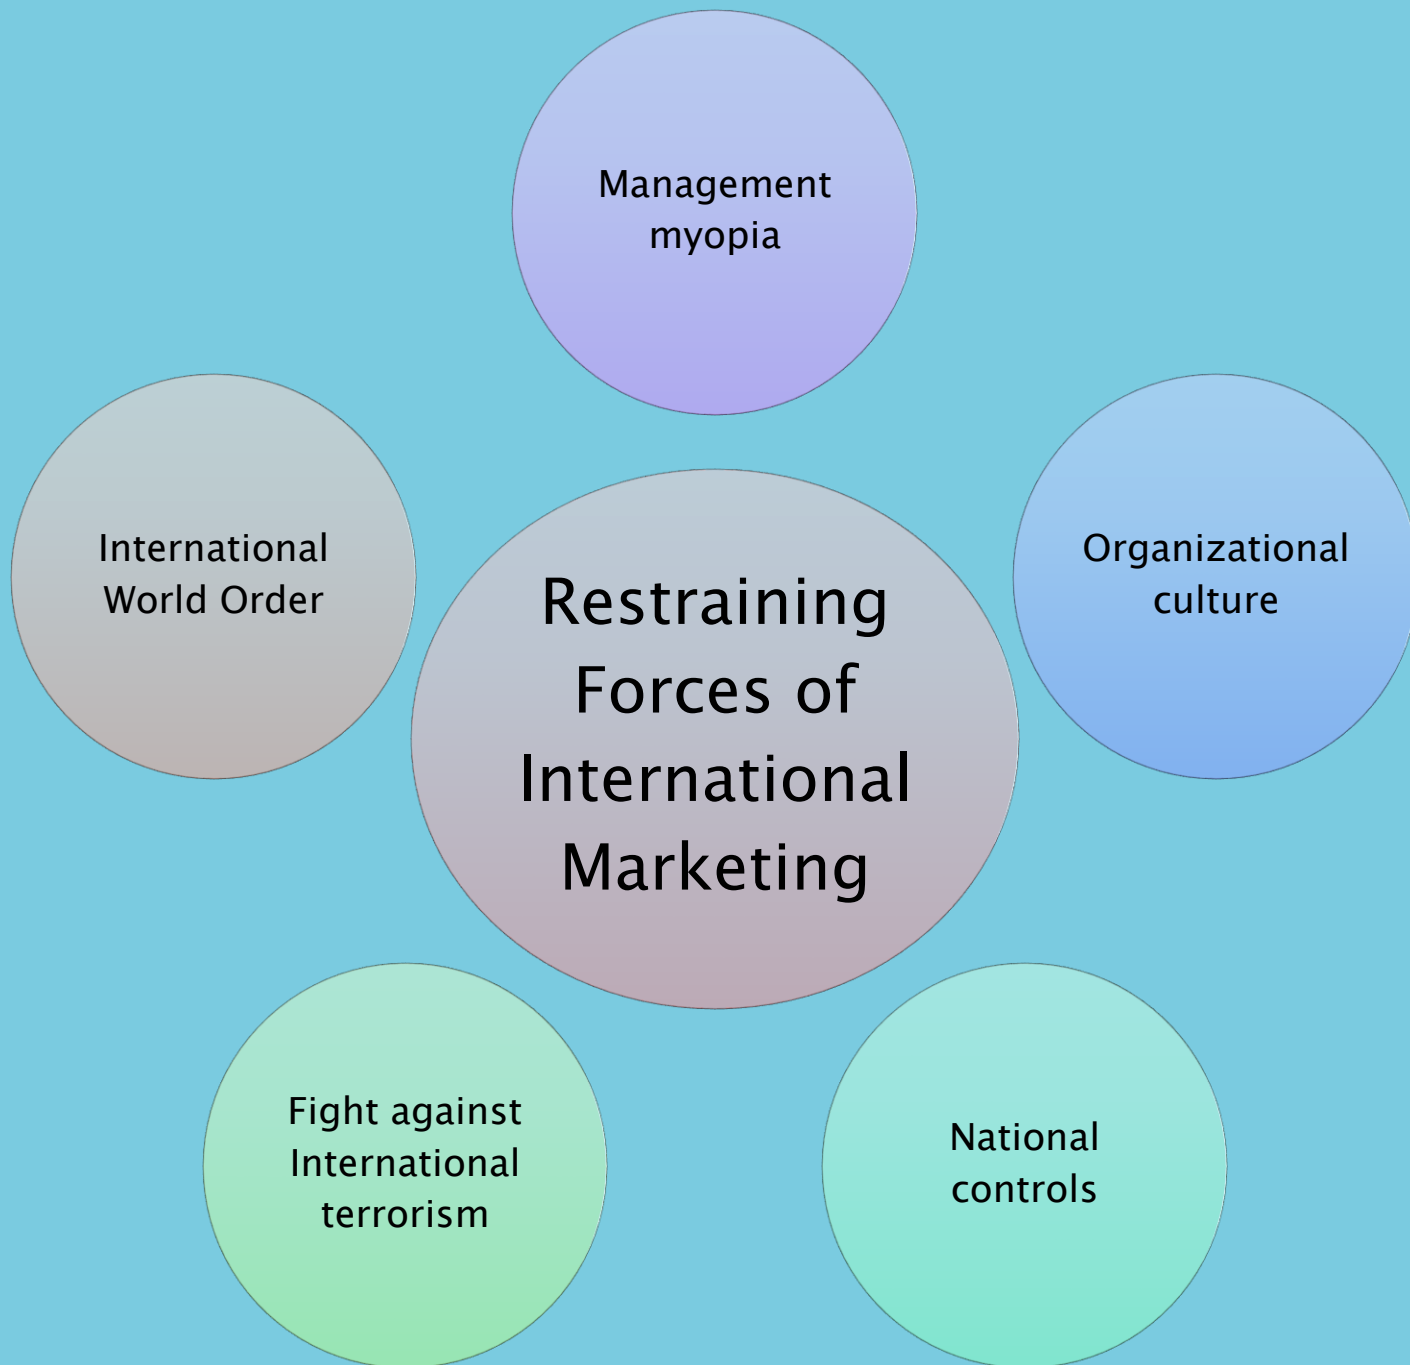 Management
myopia
International
World Order
Organizational
culture
Restraining
Forces of
International
Marketing
Fight against
International
terrorism
National
controls